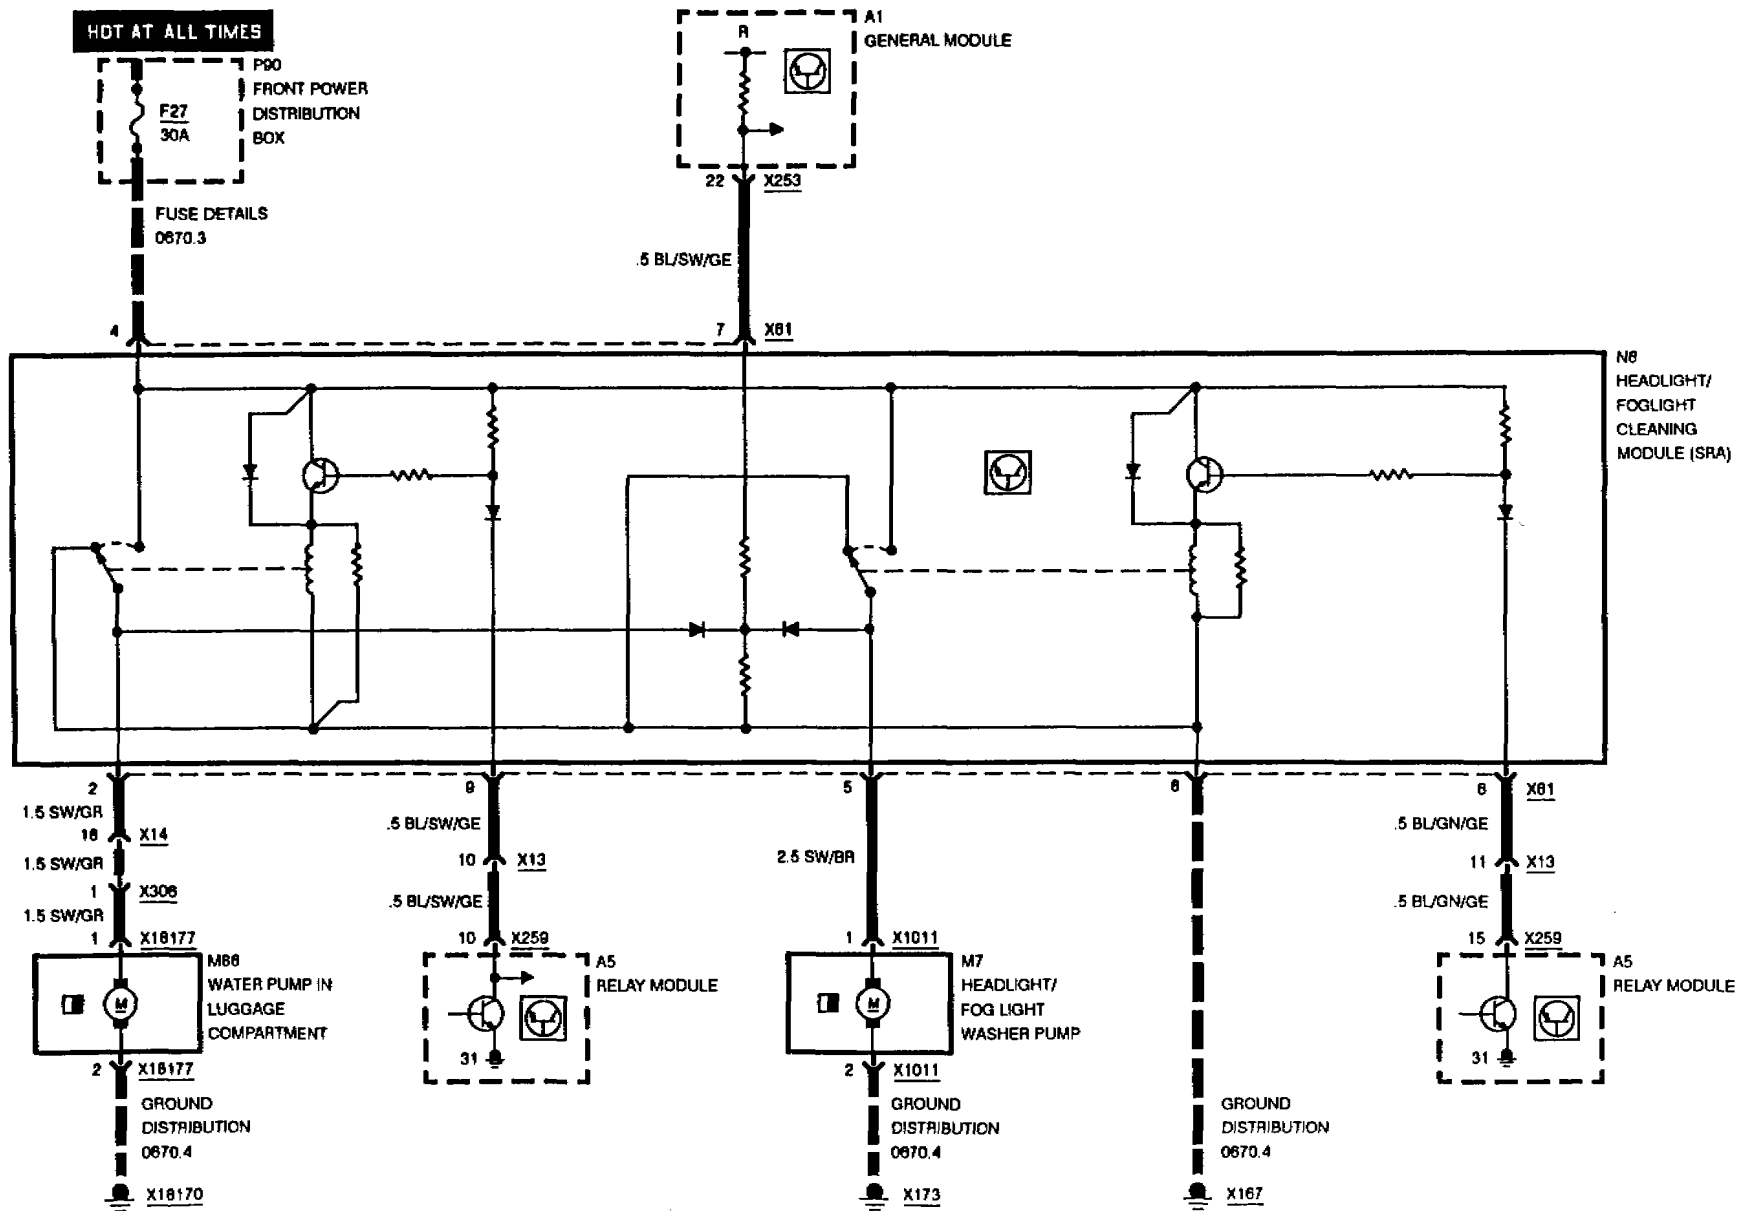 HOT AT ALL TIMES
P90
FRONT POWER
DISTRIBUTION
BOX
F27
30A
FUSE DETAILS
0670.3
A1
GENERAL MODULE
R
22 X253
.5 BL/SW/GE
4
7 X61
N8
HEADLIGHT/
FOGLIGHT
CLEANING
MODULE (SRA)
2
9
5
6
8 X61
1.5 SW/GR
16 X14
1.5 SW/GR
1 X306
1.5 SW/GR
1 X18177
M66
WATER PUMP IN
LUGGAGE
COMPARTMENT
M
2 X18177
GROUND
DISTRIBUTION
0670.4
X18170
.5 BL/SW/GE
10 X13
.5 BL/SW/GE
10 X259
A5
RELAY MODULE
31
2.5 SW/BR
1 X1011
M7
HEADLIGHT/
FOG LIGHT
WASHER PUMP
M
2 X1011
GROUND
DISTRIBUTION
0670.4
X173
GROUND
DISTRIBUTION
0670.4
X167
.5 BL/GN/GE
11 X13
.5 BL/GN/GE
15 X259
A5
RELAY MODULE
31